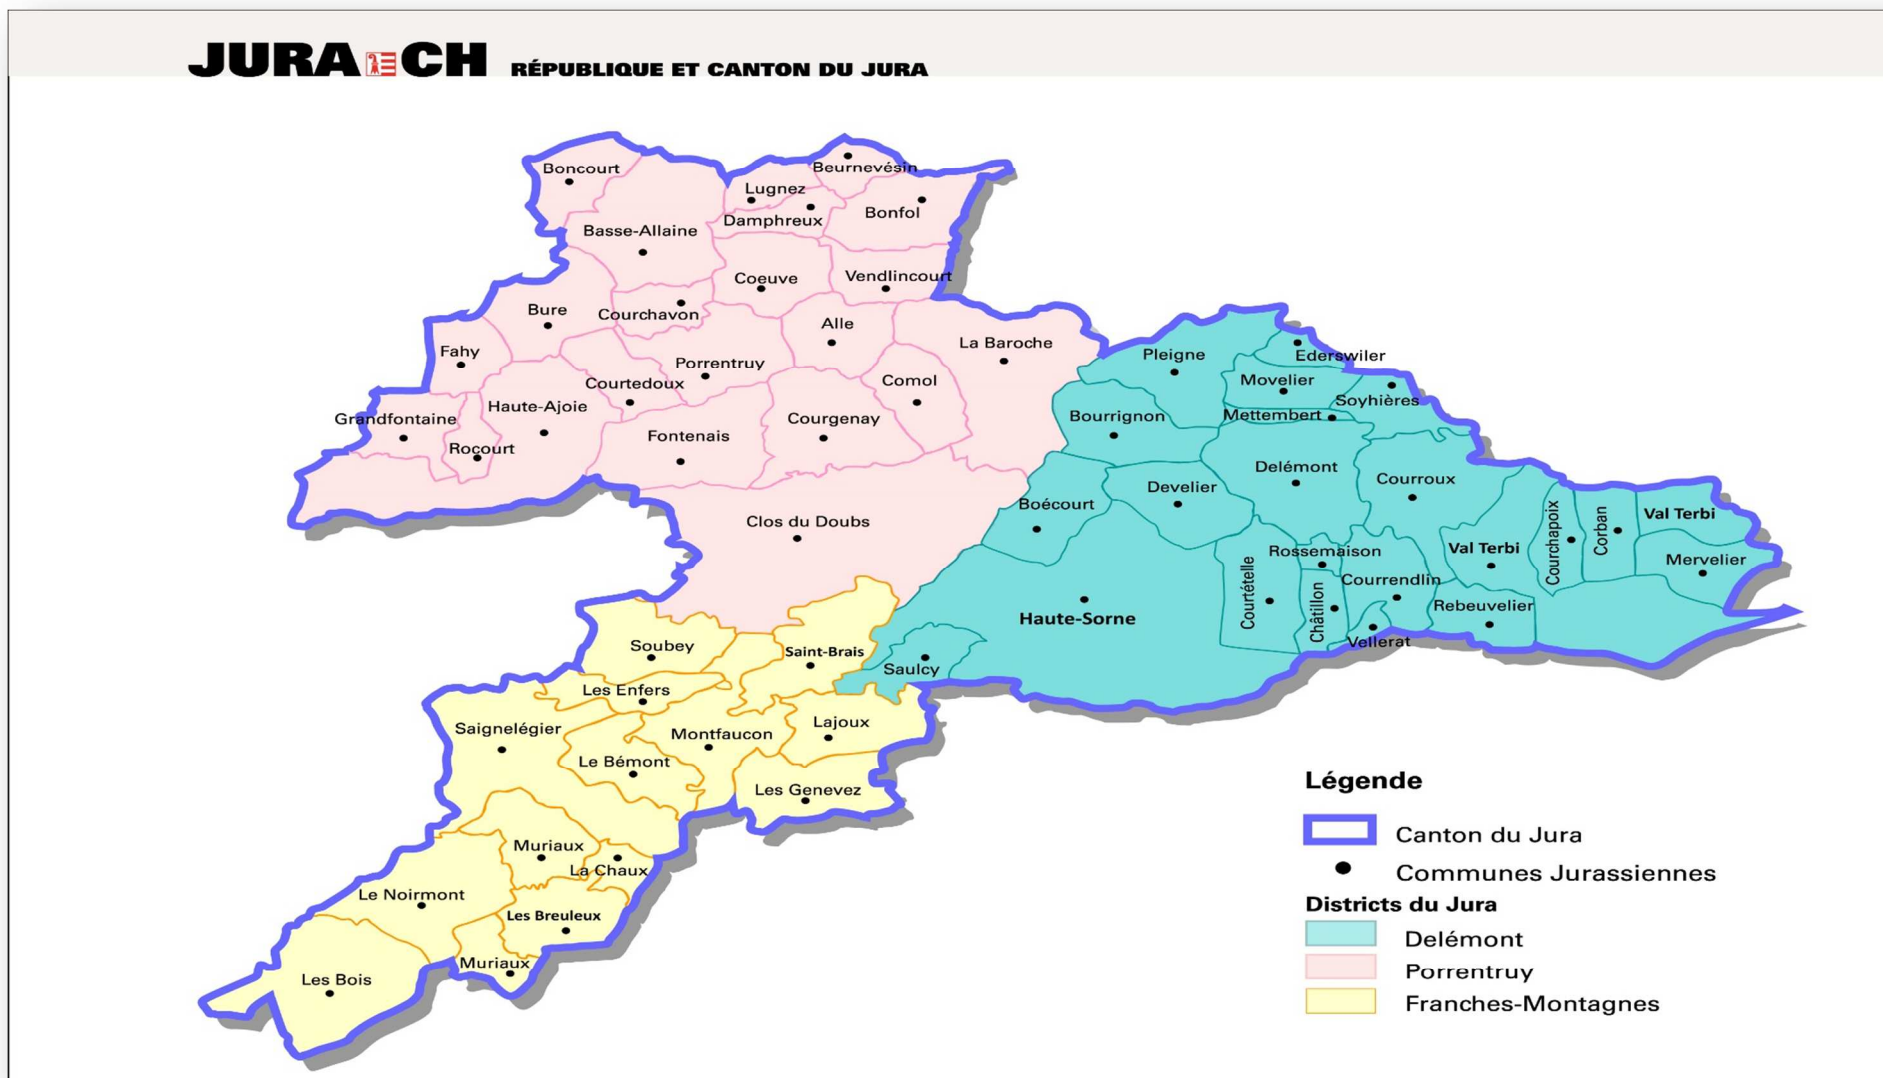 JURA CH RÉPUBLIQUE ET CANTON DU JURA
Boncourt
Beurnevésin
Lugnez
Damphreux
Bonfol
Basse-Allaine
Coeuve
Vendlincourt
Bure
Courchavon
Alle
La Baroche
Fahy
Porrentruy
Courtedoux
Comol
Grandfontaine
Haute-Ajoie
Courgenay
Rocourt
Fontenais
Clos du Doubs
Pleigne
Ederswiler
Movelier
Soyhières
Bourrignon
Mettembert
Delémont
Courroux
Develier
Boécourt
Val Terbi
Courchapoix
Corban
Val Terbi
Mervelier
Rossemaison
Courtételle
Châtillon
Courrendlin
Rebeuvelier
Haute-Sorne
Vellerat
Saulcy
Soubey
Saint-Brais
Les Enfers
Saignelégier
Montfaucon
Lajoux
Le Bémont
Les Genevez
Muriaux
La Chaux
Le Noirmont
Les Breuleux
Muriaux
Les Bois
Légende
Canton du Jura
Communes Jurassiennes
Districts du Jura
Delémont
Porrentruy
Franches-Montagnes